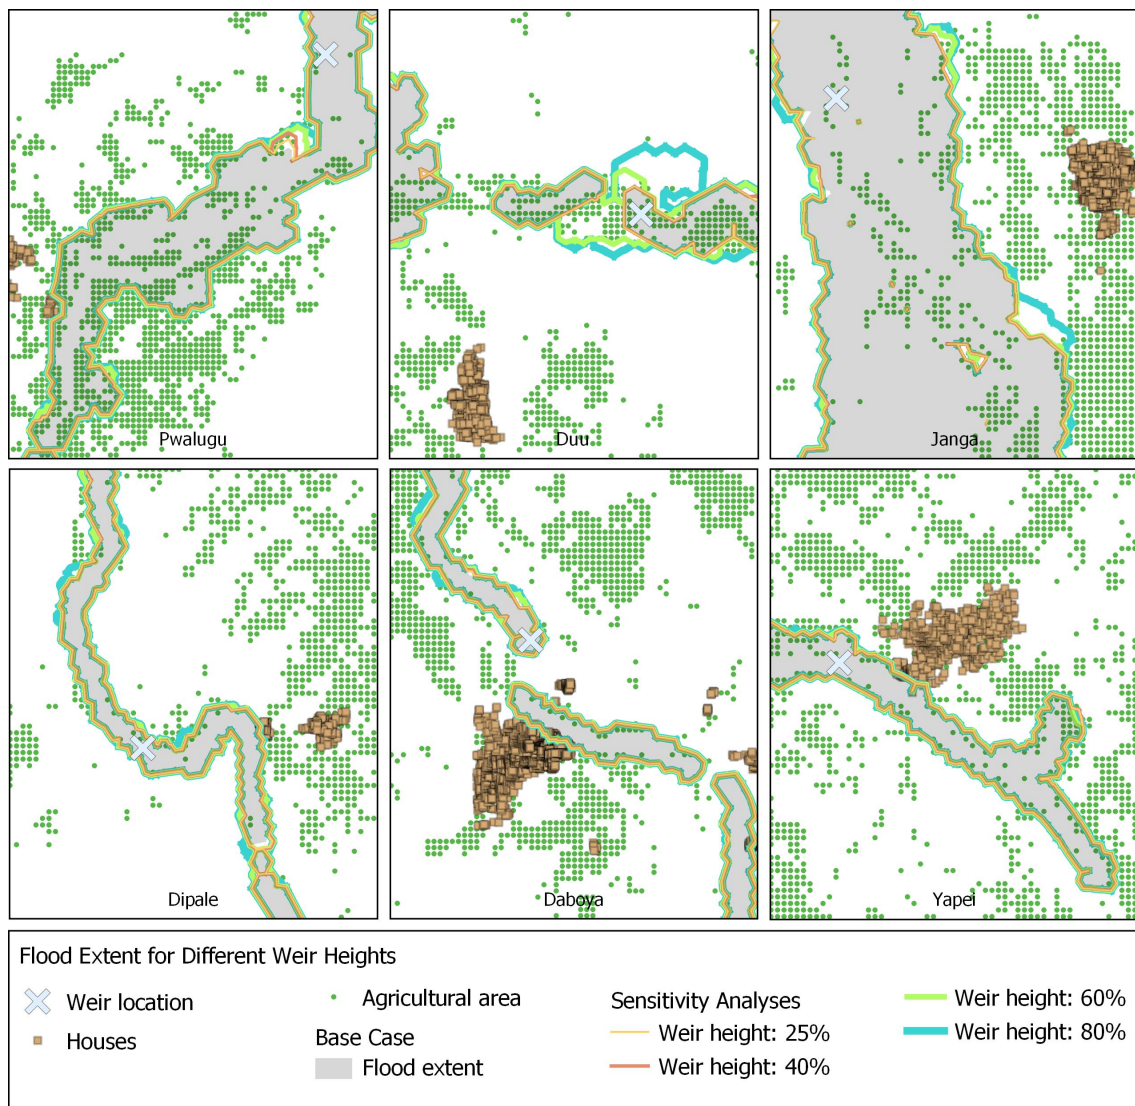 Pwalugu
Duu
Janga
Dipale
Daboya
Yapei
Flood Extent for Different Weir Heights
Weir location
Houses
Agricultural area
Base Case
Flood extent
Sensitivity Analyses
Weir height: 25%
Weir height: 40%
Weir height: 60%
Weir height: 80%